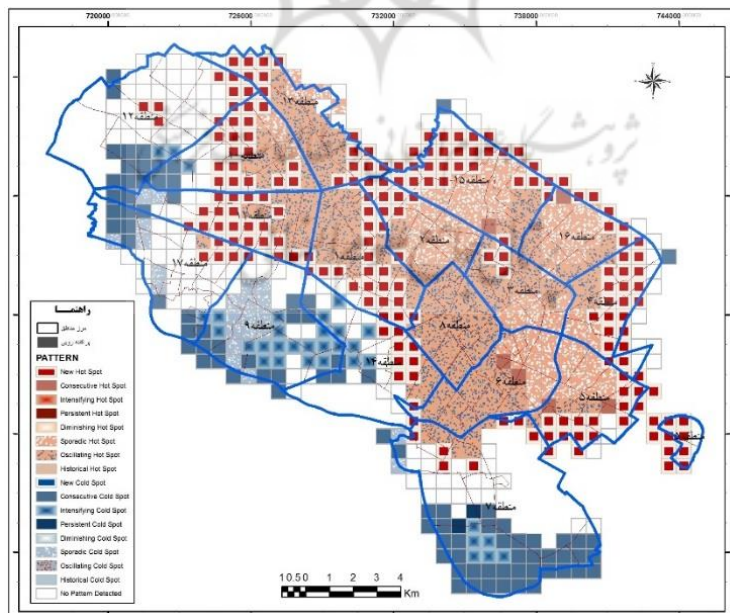 720000
726000
732000
738000
744000
منطقه ۱۳
منطقه ۱۲
منطقه ۱۵
منطقه ۱۶
منطقه ۱۷
منطقه ۳
منطقه ۹
منطقه ۸
منطقه ۱۴
منطقه ۶
منطقه ۵
منطقه ۷
راهنما
مرز مناطق
PATTERN
New Hot Spot
Consecutive Hot Spot
Intensifying Hot Spot
Persistent Hot Spot
Diminishing Hot Spot
Sporadic Hot Spot
Oscillating Hot Spot
Historical Hot Spot
New Cold Spot
Consecutive Cold Spot
Intensifying Cold Spot
Persistent Cold Spot
Diminishing Cold Spot
Sporadic Cold Spot
Oscillating Cold Spot
Historical Cold Spot
No Pattern Detected
1 0.5 0 1 2 3 4
Km